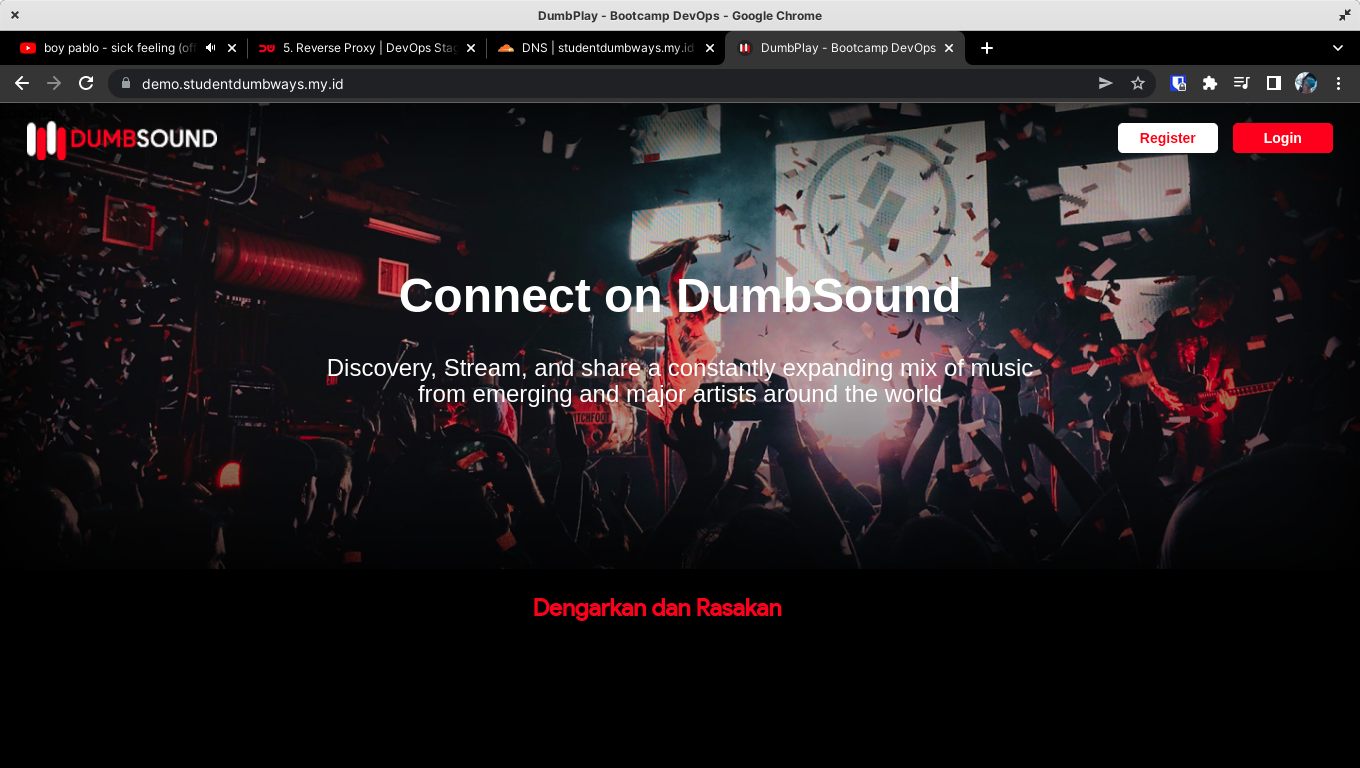 DumbPlay - Bootcamp DevOps - Google Chrome
boy pablo - sick feeling (off
5. Reverse Proxy | DevOps Stag
DNS | studentdumbways.my.id
DumbPlay - Bootcamp DevOps
demo.studentdumbways.my.id
DUMBSOUND
Register
Login
Connect on DumbSound
Discovery, Stream, and share a constantly expanding mix of music
from emerging and major artists around the world
PITCHFOOT
Dengarkan dan Rasakan